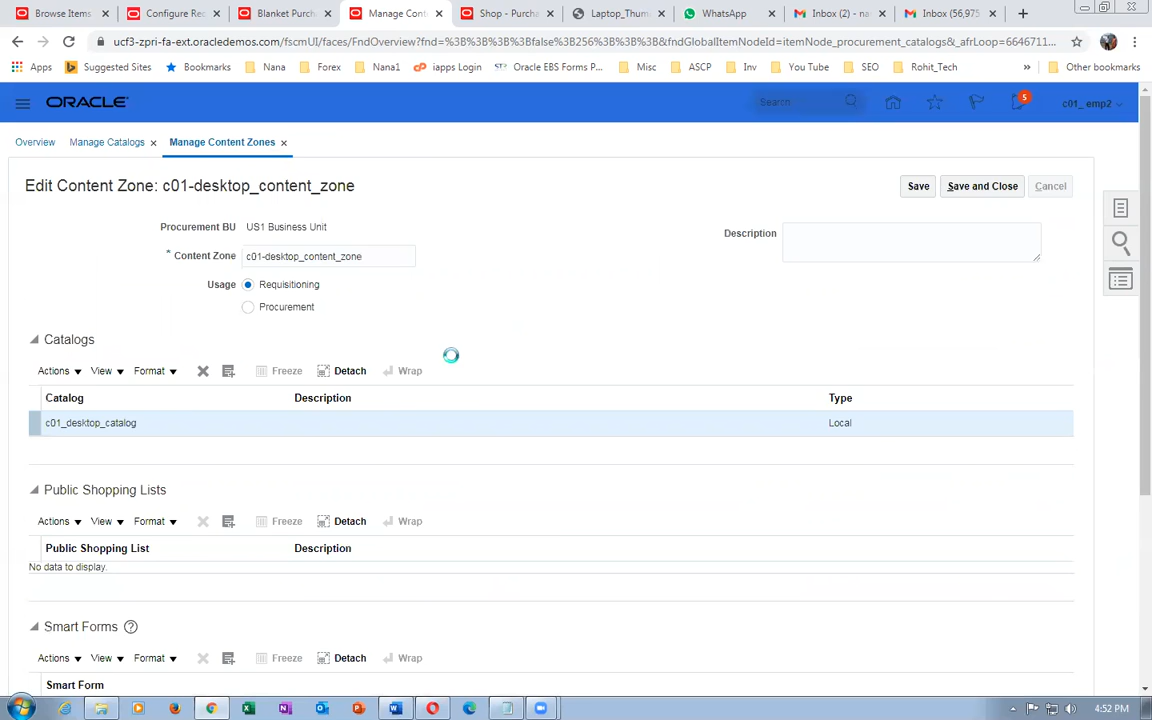 Browse Items
Configure Rec
Blanket Purch
Manage Cont
Shop - Purcha
Laptop_Thum
WhatsApp
Inbox (2) - na
Inbox (56,975
ucf3-zpri-fa-ext.oracledemos.com/fscmUI/faces/FndOverview?fnd=%3B%3B%3B%3Bfalse%3B256%3B%3B%3B&fndGlobalItemNodeId=itemNode_procurement_catalogs&_afrLoop=6646711...
Apps
Suggested Sites
Bookmarks
Nana
Forex
Nana1
iapps Login
Oracle EBS Forms P...
Misc
ASCP
Inv
You Tube
SEO
Rohit_Tech
»
Other bookmarks
ORACLE
Search
5
c01_ emp2
Overview
Manage Catalogs
Manage Content Zones
Edit Content Zone: c01-desktop_content_zone
Save
Save and Close
Cancel
Procurement BU US1 Business Unit
Description
* Content Zone c01-desktop_content_zone
Usage Requisitioning
Procurement
Catalogs
Actions View Format Freeze Detach Wrap
Catalog Description Type
c01_desktop_catalog Local
Public Shopping Lists
Actions View Format Freeze Detach Wrap
Public Shopping List Description
No data to display.
Smart Forms ?
Actions View Format Freeze Detach Wrap
Smart Form
4:52 PM